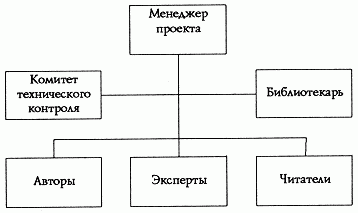 Менеджер
проекта
Комитет
технического
контроля
Библиотекарь
Авторы
Эксперты
Читатели